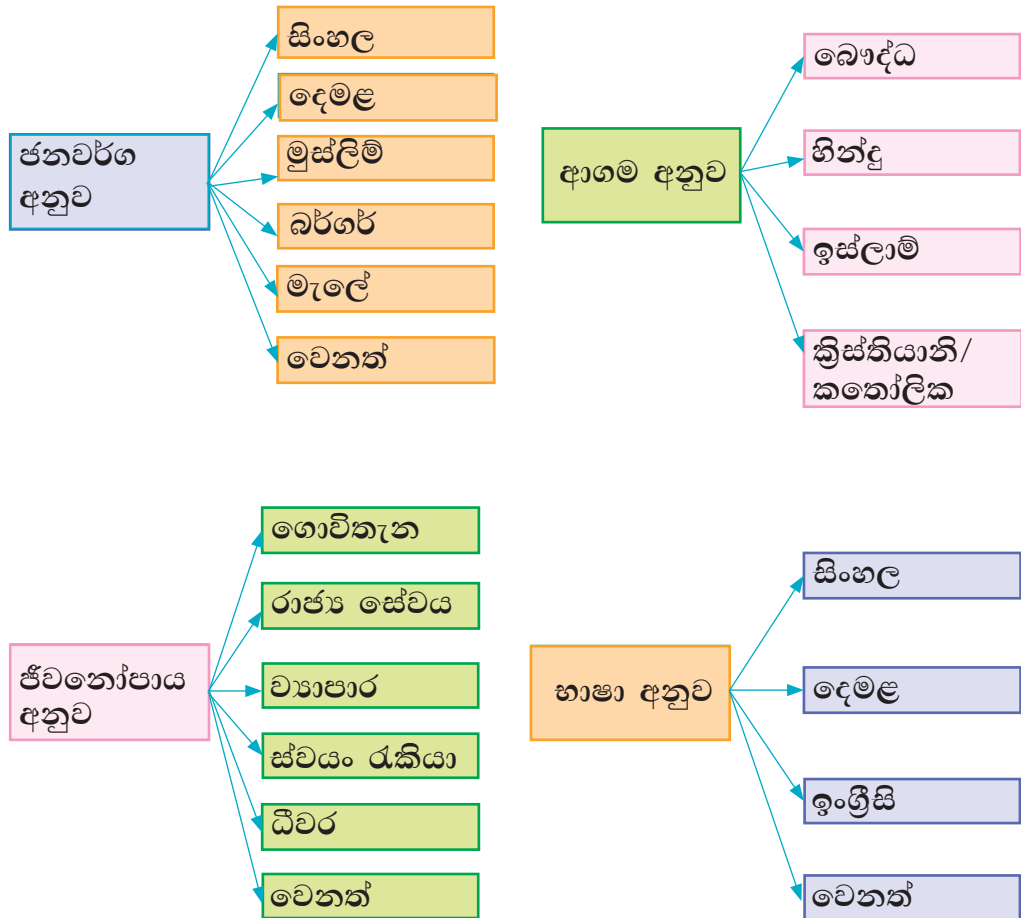 ජනවර්ග
අනුව
සිංහල
දෙමළ
මුස්ලිම්
බර්ගර්
මැලේ
වෙනත්
ආගම අනුව
බෞද්ධ
හින්දු
ඉස්ලාම්
ක්‍රිස්තියානි/
කතෝලික
ජීවනෝපාය
අනුව
ගොවිතැන
රාජ්‍ය සේවය
ව්‍යාපාර
ස්වයං රැකියා
ධීවර
වෙනත්
භාෂා අනුව
සිංහල
දෙමළ
ඉංග්‍රීසි
වෙනත්